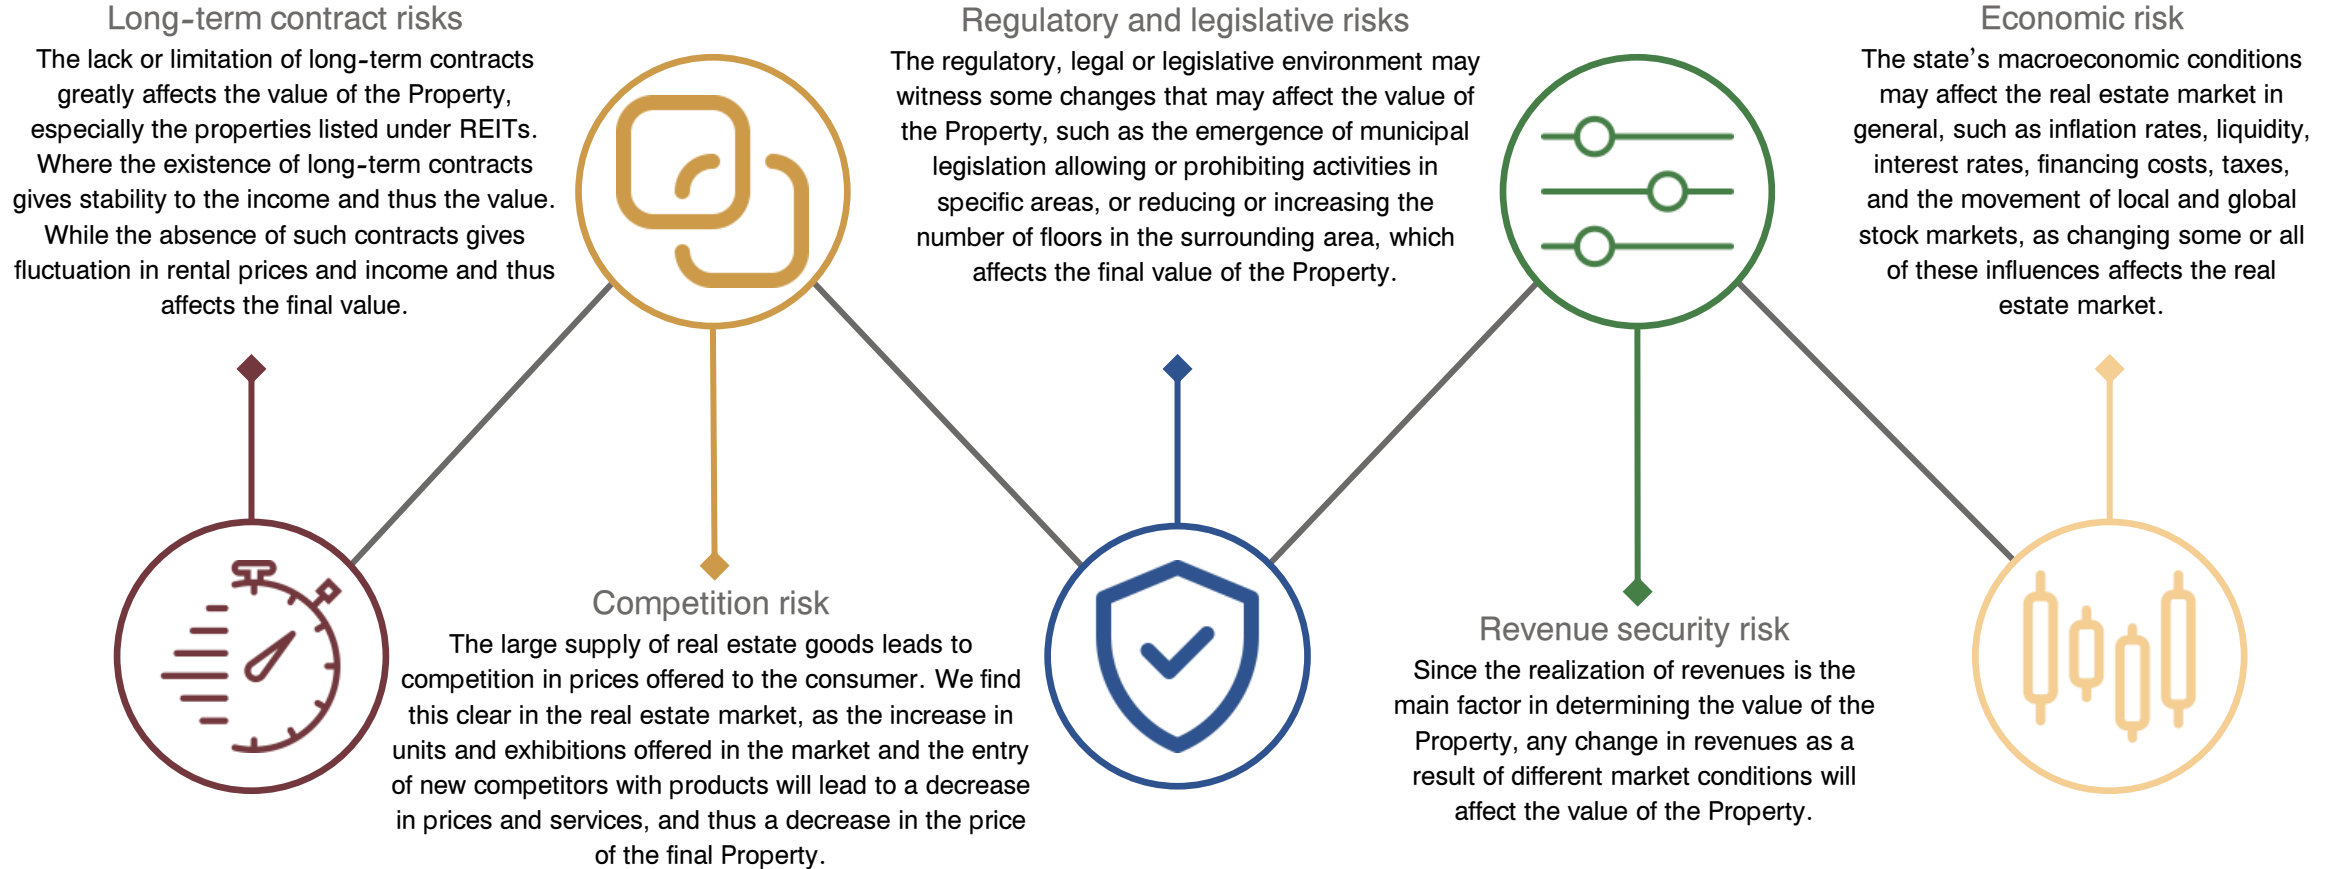 Long-term contract risks
The lack or limitation of long-term contracts
greatly affects the value of the Property,
especially the properties listed under REITs.
Where the existence of long-term contracts
gives stability to the income and thus the value.
While the absence of such contracts gives
fluctuation in rental prices and income and thus
affects the final value.
Competition risk
The large supply of real estate goods leads to
competition in prices offered to the consumer. We find
this clear in the real estate market, as the increase in
units and exhibitions offered in the market and the entry
of new competitors with products will lead to a decrease
in prices and services, and thus a decrease in the price
of the final Property.
Regulatory and legislative risks
The regulatory, legal or legislative environment may
witness some changes that may affect the value of
the Property, such as the emergence of municipal
legislation allowing or prohibiting activities in
specific areas, or reducing or increasing the
number of floors in the surrounding area, which
affects the final value of the Property.
Revenue security risk
Since the realization of revenues is the
main factor in determining the value of the
Property, any change in revenues as a
result of different market conditions will
affect the value of the Property.
Economic risk
The state's macroeconomic conditions
may affect the real estate market in
general, such as inflation rates, liquidity,
interest rates, financing costs, taxes,
and the movement of local and global
stock markets, as changing some or all
of these influences affects the real
estate market.